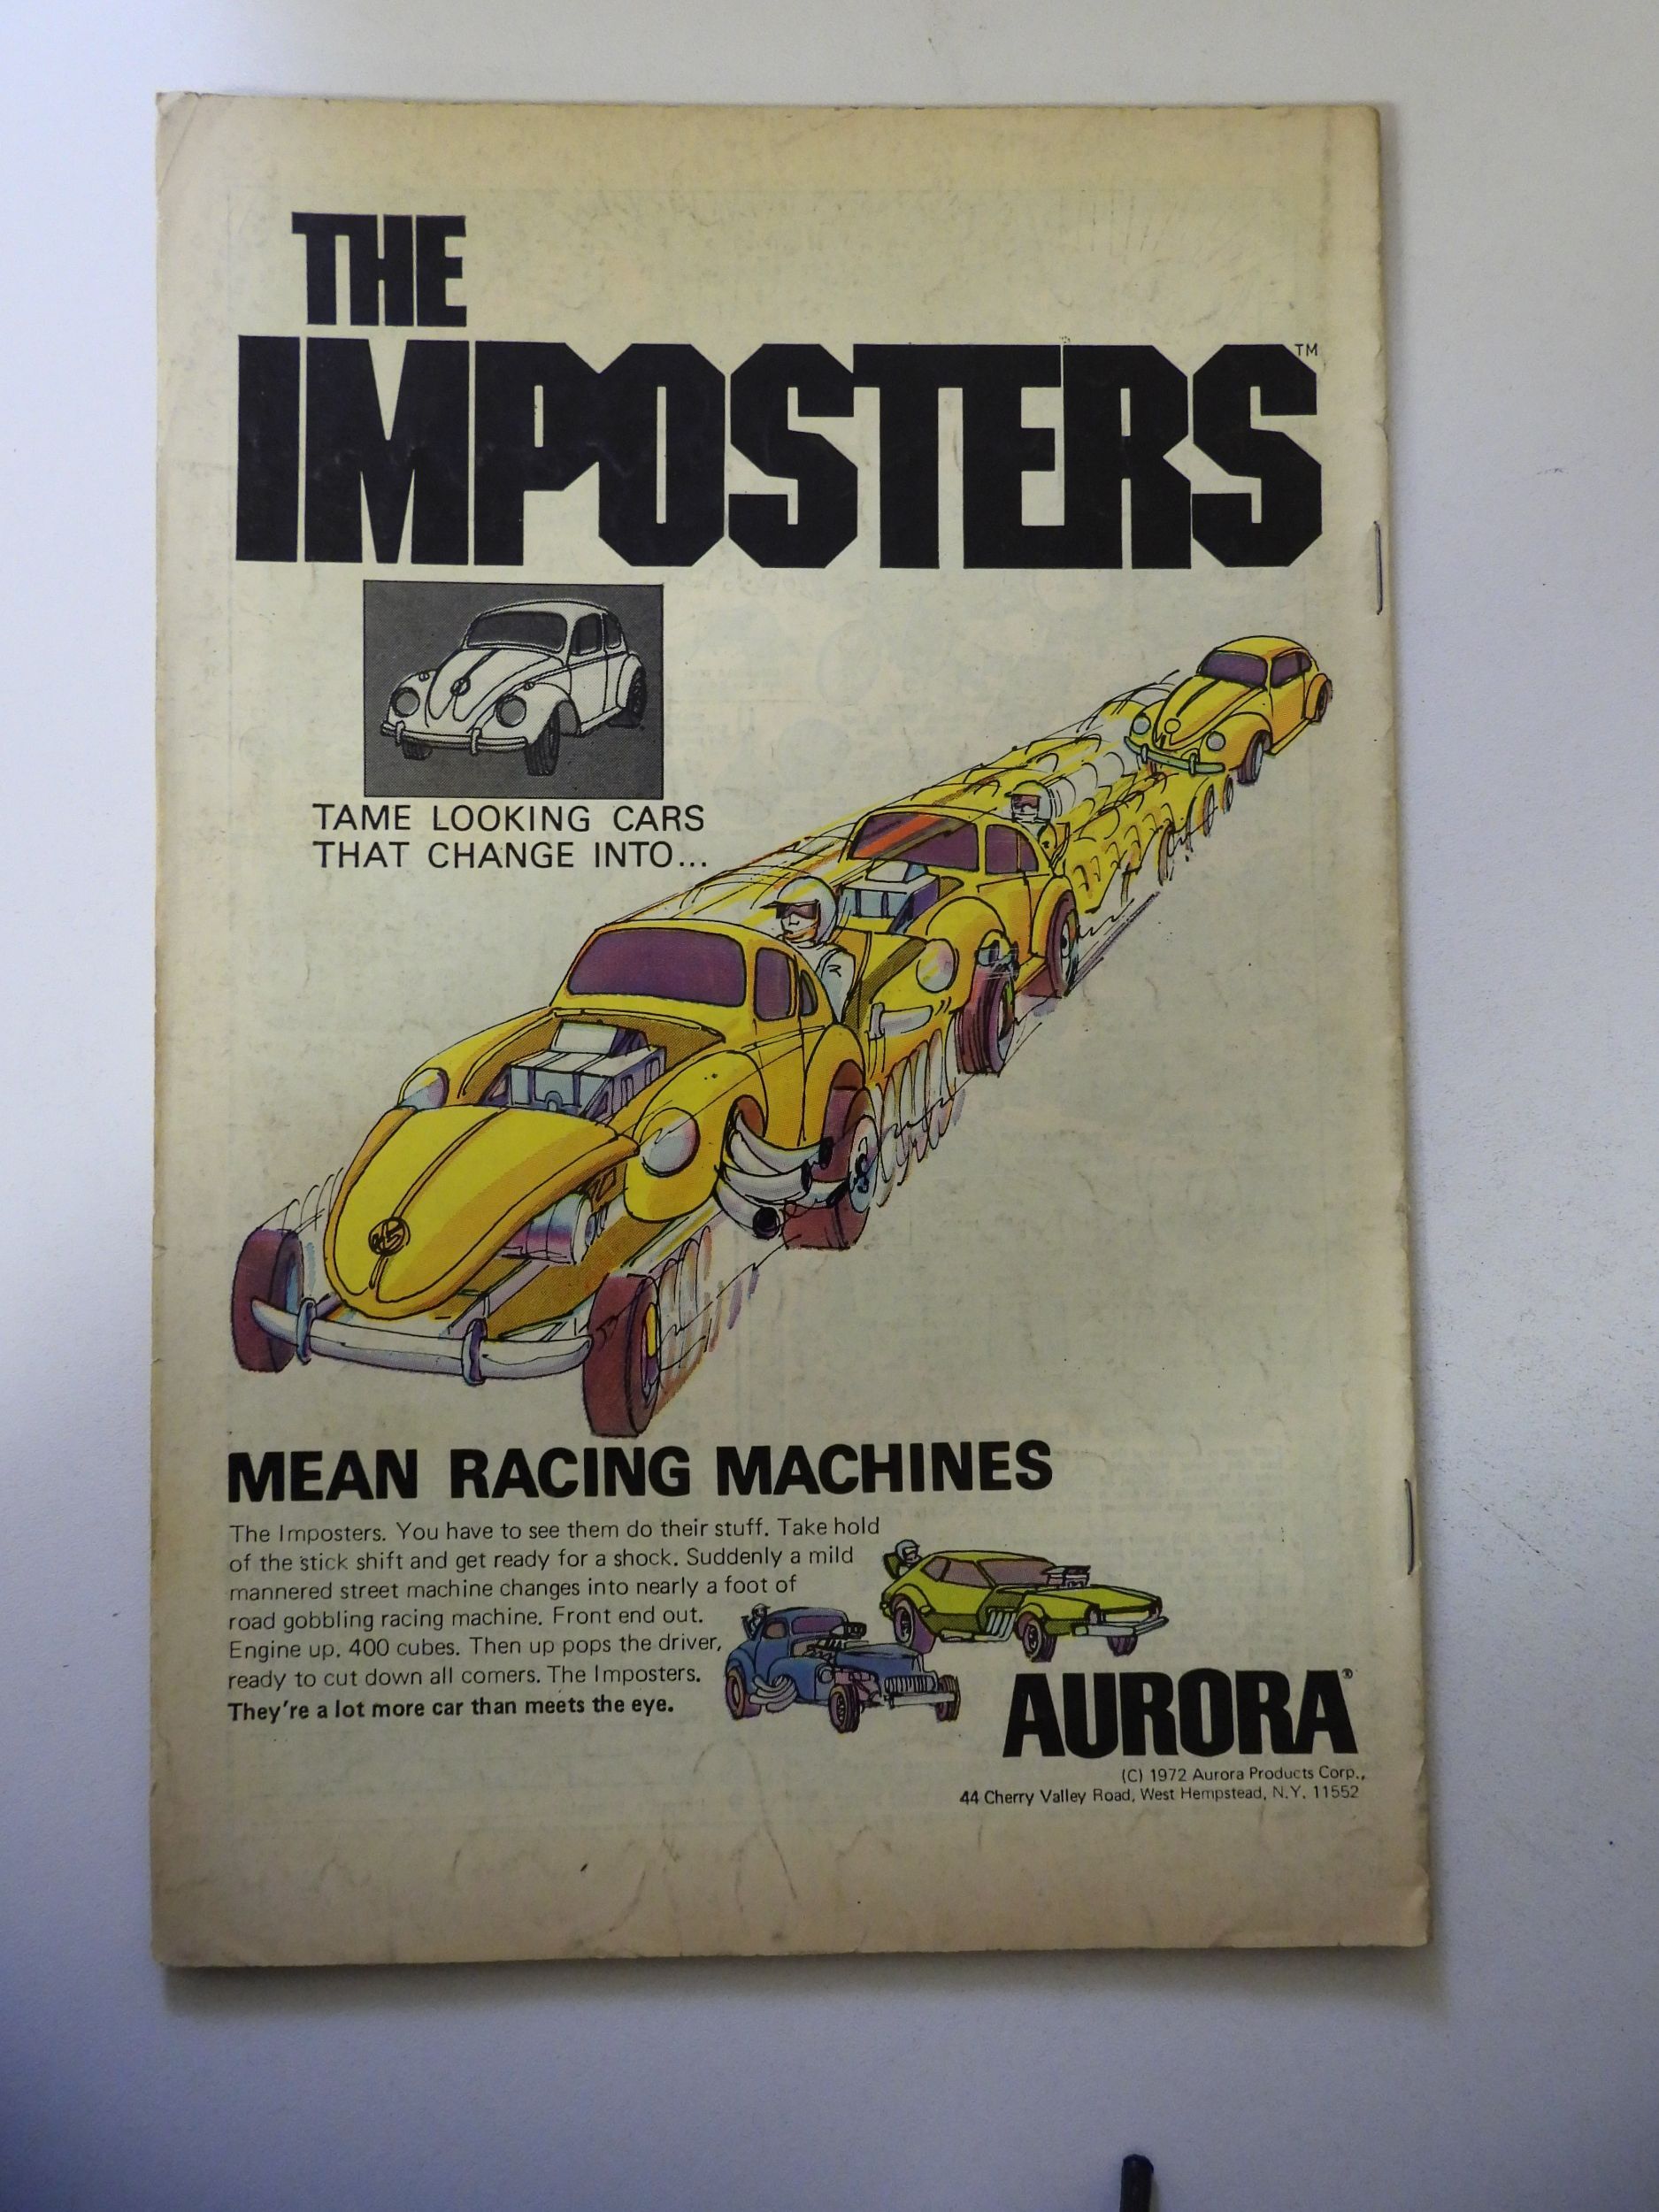 THE
IMPOSTERS™
TAME LOOKING CARS
THAT CHANGE INTO...
MEAN RACING MACHINES
The Imposters. You have to see them do their stuff. Take hold
of the stick shift and get ready for a shock. Suddenly a mild
mannered street machine changes into nearly a foot of
road gobbling racing machine. Front end out.
Engine up. 400 cubes. Then up pops the driver,
ready to cut down all comers. The Imposters.
They're a lot more car than meets the eye.
AURORA®
(C) 1972 Aurora Products Corp.,
44 Cherry Valley Road, West Hempstead, N.Y. 11552